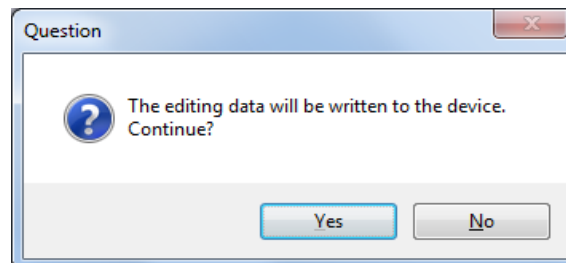 Question
The editing data will be written to the device.
Continue?
Yes
No